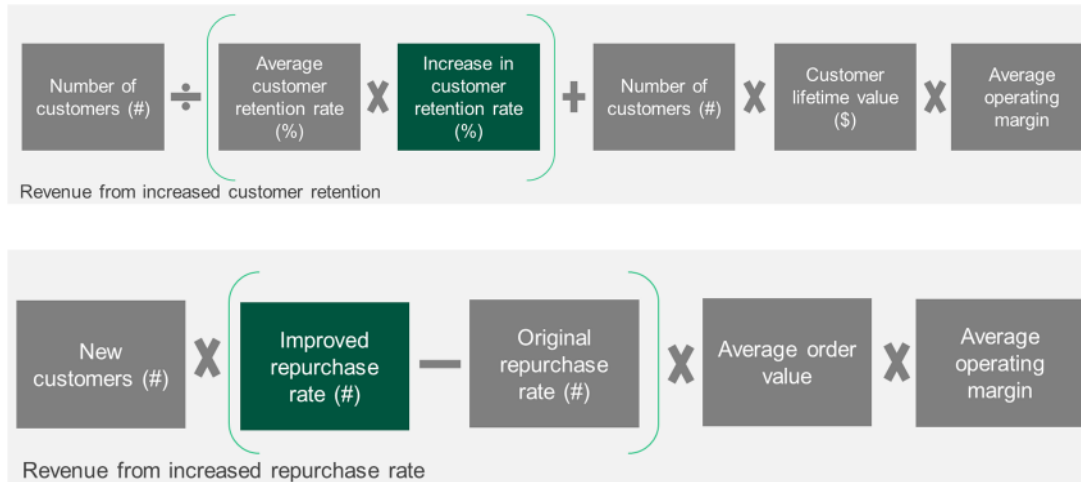 Number of
customers (#)
÷
Average
customer
retention rate
(%)
×
Increase in
customer
retention rate
(%)
+
Number of
customers (#)
×
Customer
lifetime value
($)
×
Average
operating
margin
Revenue from increased customer retention
New
customers (#)
×
Improved
repurchase
rate (#)
—
Original
repurchase
rate (#)
×
Average order
value
×
Average
operating
margin
Revenue from increased repurchase rate